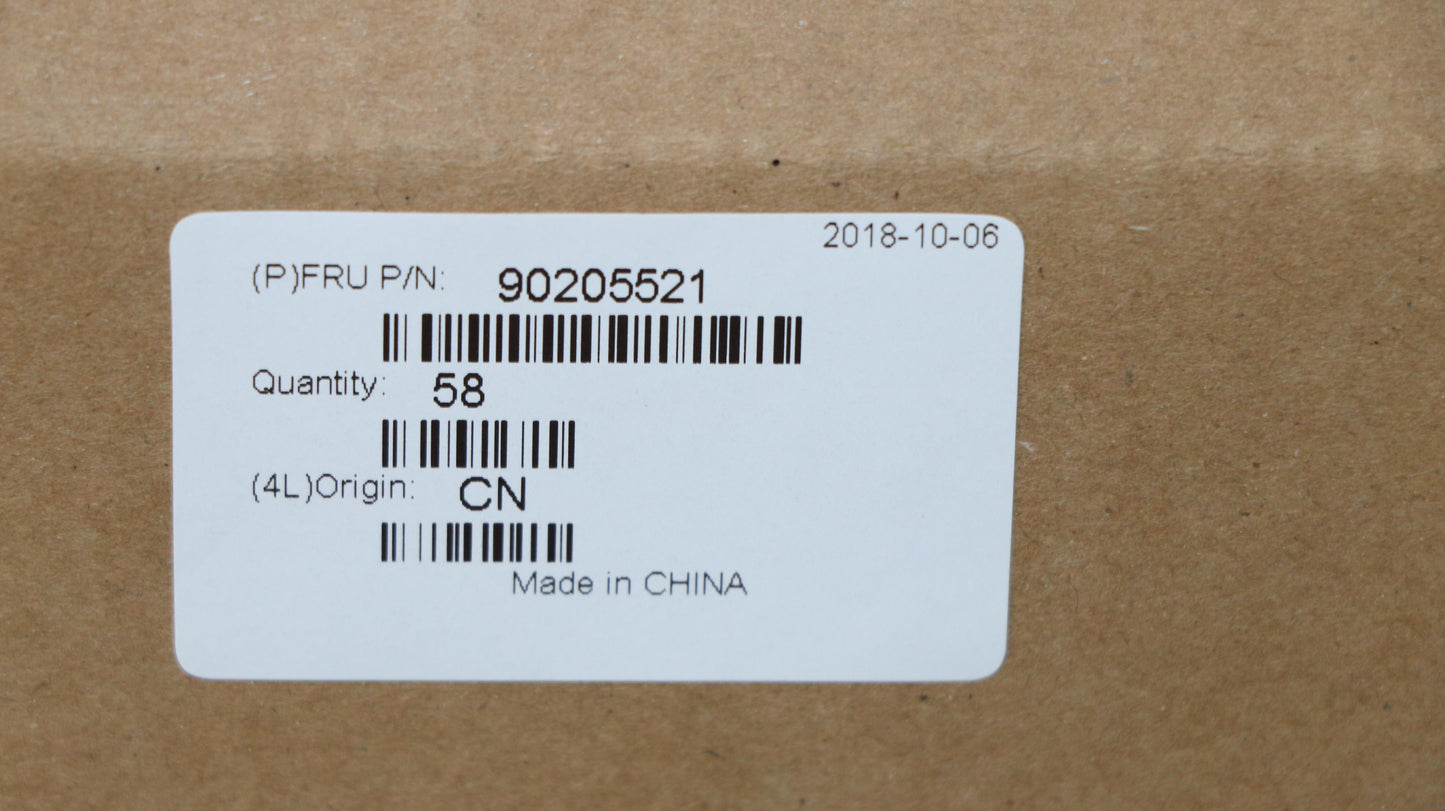 2018-10-06
(P)FRU P/N: 90205521
Quantity: 58
(4L)Origin: CN
Made in CHINA